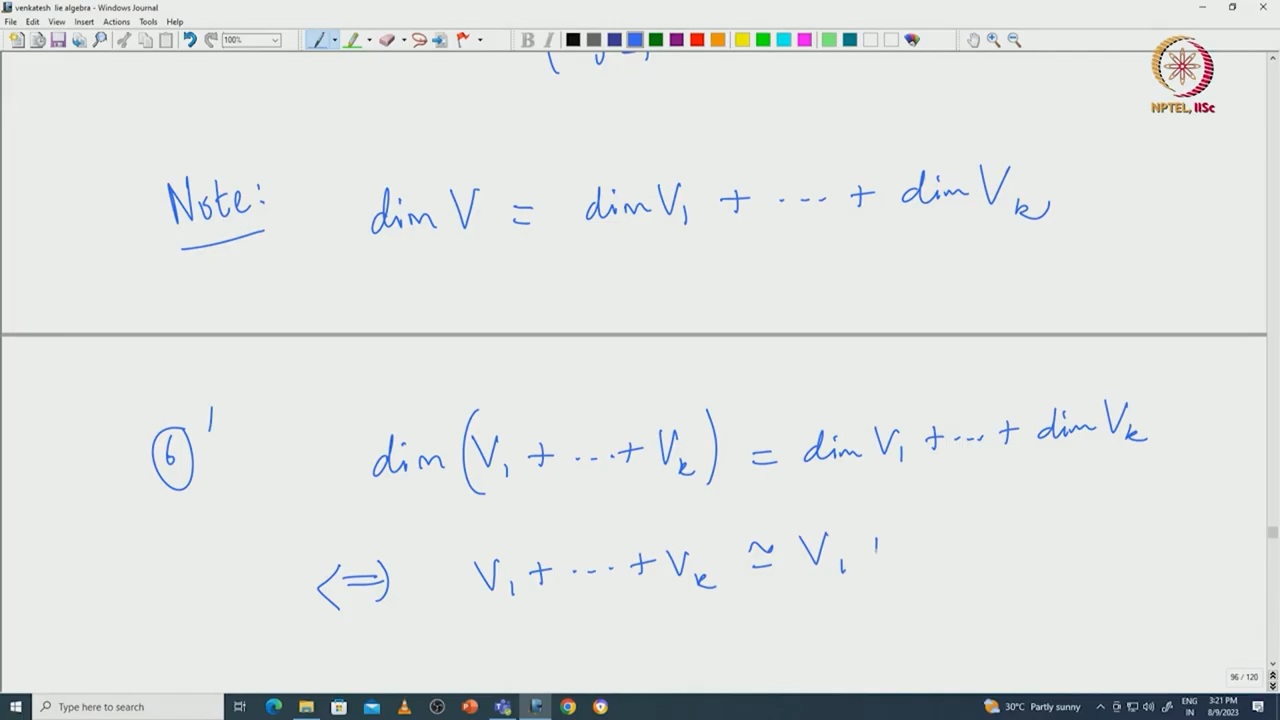 venkatesh lie algebra - Windows Journal
File Edit View Insert Actions Tools Help
100%
NPTEL, IISc
Note: dim V = dim V₁ + ... + dim Vₖ
⑥' dim (V₁ + ... + Vₖ) = dim V₁ + ... + dim Vₖ
⟺ V₁ + ... + Vₖ ≅ V₁
96 / 120
Type here to search
30°C Partly sunny
ENG
IN
3:21 PM
8/9/2023